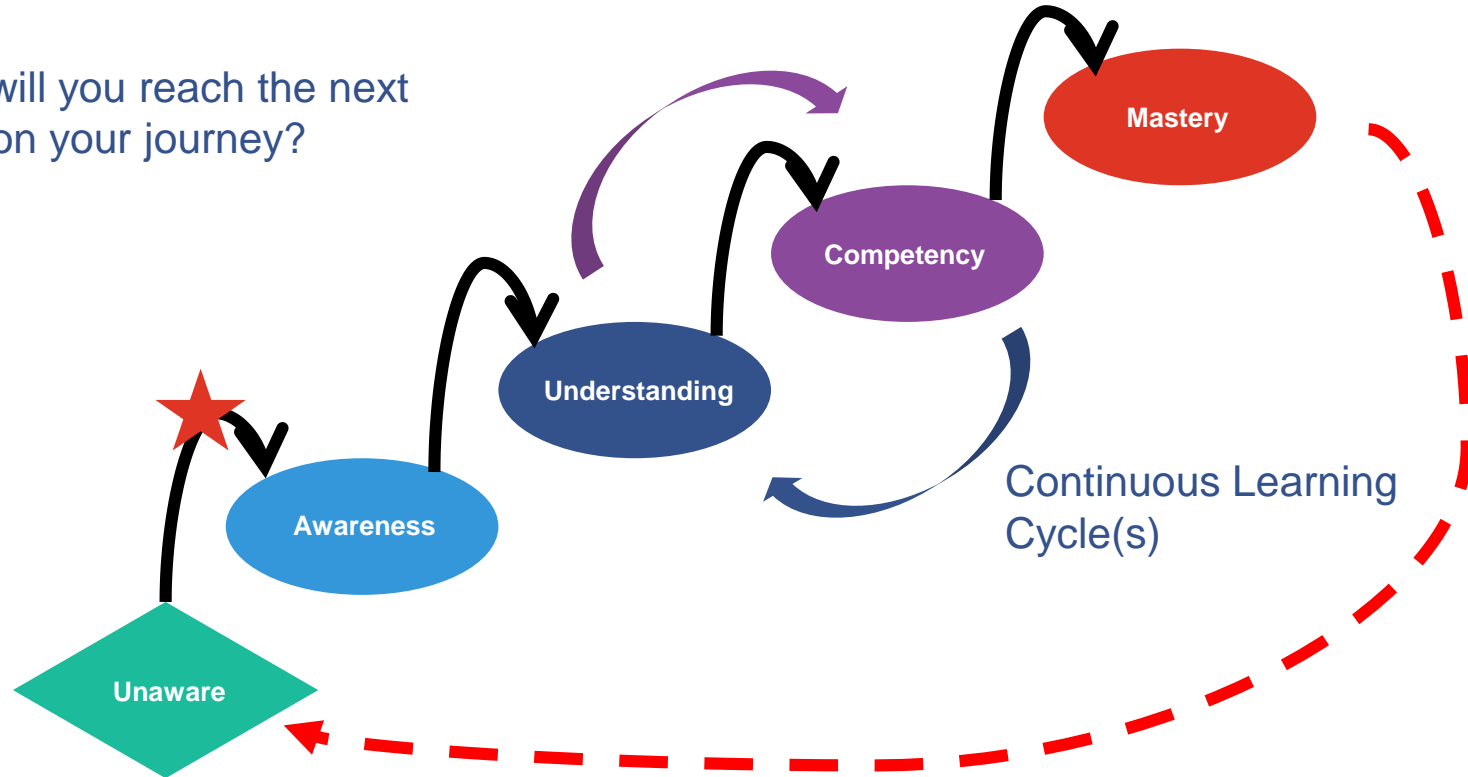 will you reach the next
on your journey?
Mastery
Competency
Understanding
Continuous Learning
Cycle(s)
Awareness
Unaware